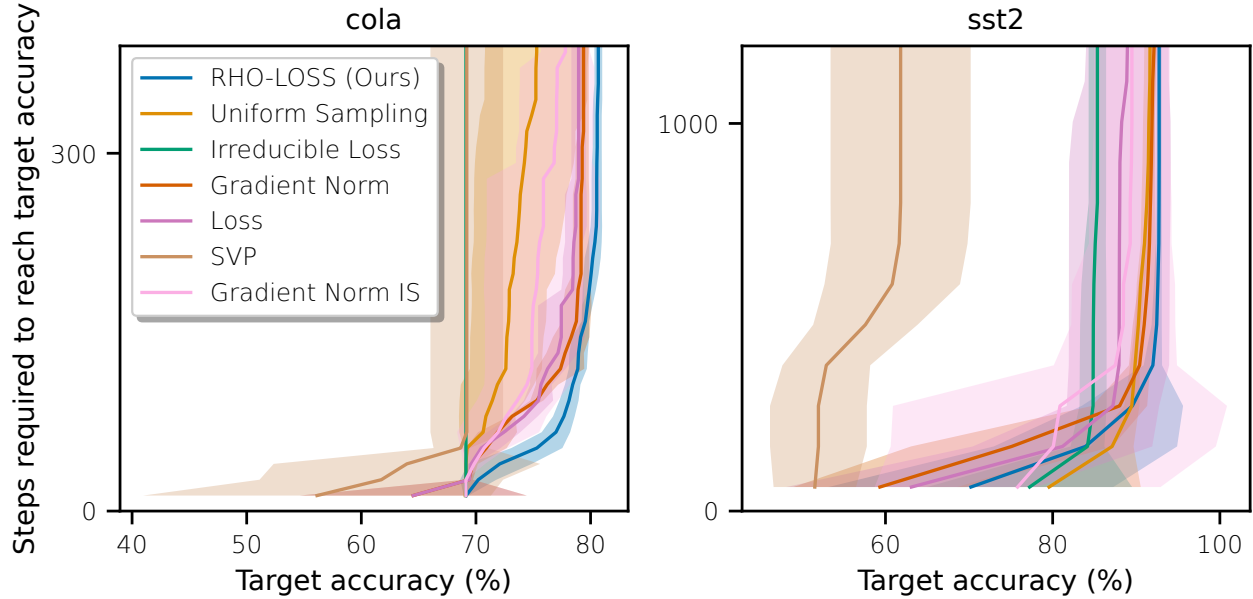 cola
sst2
Steps required to reach target accuracy
RHO-LOSS (Ours)
Uniform Sampling
Irreducible Loss
Gradient Norm
Loss
SVP
Gradient Norm IS
300
0
40
50
60
70
80
Target accuracy (%)
1000
0
60
80
100
Target accuracy (%)